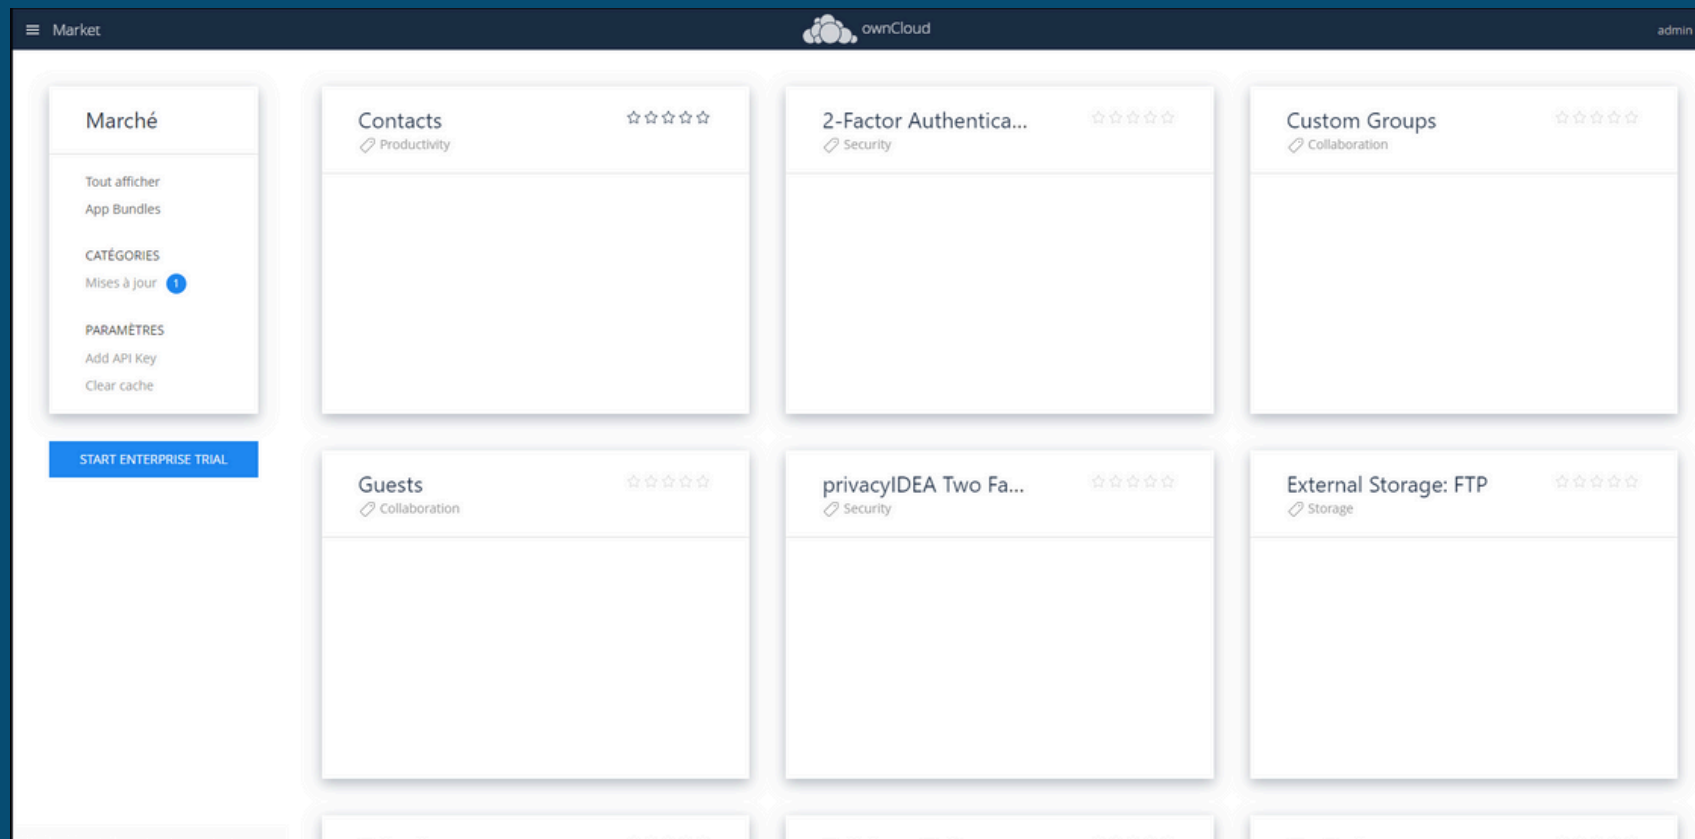 Market
ownCloud
admin
Marché
Tout afficher
App Bundles
CATÉGORIES
Mises à jour 1
PARAMÈTRES
Add API Key
Clear cache
START ENTERPRISE TRIAL
Contacts
Productivity
2-Factor Authentica...
Security
Custom Groups
Collaboration
Guests
Collaboration
privacyIDEA Two Fa...
Security
External Storage: FTP
Storage